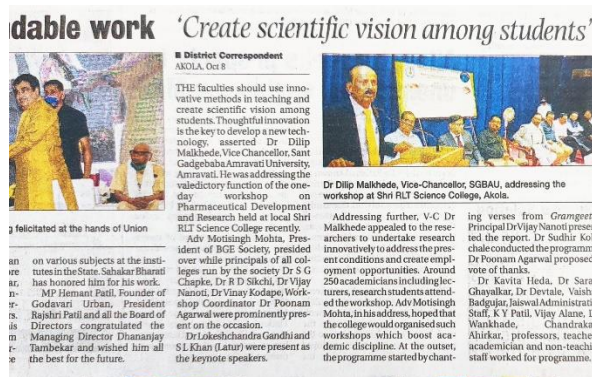 dable work
'Create scientific vision among students'
g felicitated at the hands of Union
on various subjects at the insti-
tutes in the State. Sahakar Bharati
has honored him for his work.
MP Hemant Patil, Founder of
Godavari Urban, President
Rajshri Patil and all the Board of
Directors congratulated the
Managing Director Dhananjay
Tambekar and wished him all
the best for the future.
■ District Correspondent
AKOLA, Oct 8
THE faculties should use inno-
vative methods in teaching and
create scientific vision among
students. Thoughtful innovation
is the key to develop a new tech-
nology, asserted Dr Dilip
Malkhede, Vice Chancellor, Sant
Gadgebaba Amravati University,
Amravati. He was addressing the
valedictory function of the one-
day workshop on
Pharmaceutical Development
and Research held at local Shri
RLT Science College recently.
Adv Motisingh Mohta, Pres-
ident of BGE Society, presided
over while principals of all col-
leges run by the society Dr S G
Chapke, Dr R D Sikchi, Dr Vijay
Nanoti, Dr Vinay Kodape, Work-
shop Coordinator Dr Poonam
Agarwal were prominently pres-
ent on the occasion.
Dr Lokeshchandra Gandhi and
S L Khan (Latur) were present as
the keynote speakers.
Dr Dilip Malkhede, Vice-Chancellor, SGBAU, addressing the
workshop at Shri RLT Science College, Akola.
Addressing further, V-C Dr
Malkhede appealed to the rese-
archers to undertake research
innovatively to address the pres-
ent conditions and create empl-
oyment opportunities. Around
250 academicians including lec-
turers, research students attend-
ed the workshop. Adv Motisingh
Mohta, in his address, hoped that
the college would organised such
workshops which boost aca-
demic discipline. At the outset,
the programme started by chant-
ing verses from Gramgeet
Principal Dr Vijay Nanoti prese
ted the report. Dr Sudhir Kol
chale conducted the programm
Dr Poonam Agarwal proposed
vote of thanks.
Dr Kavita Heda, Dr Sara
Ghayalkar, Dr Devtale, Vaish
Badgujar, Jaiswal Administrati
Staff, K Y Patil, Vijay Alane, I
Wankhade, Chandraka
Ahirkar, professors, teache
academician and non-teachi
staff worked for programme.